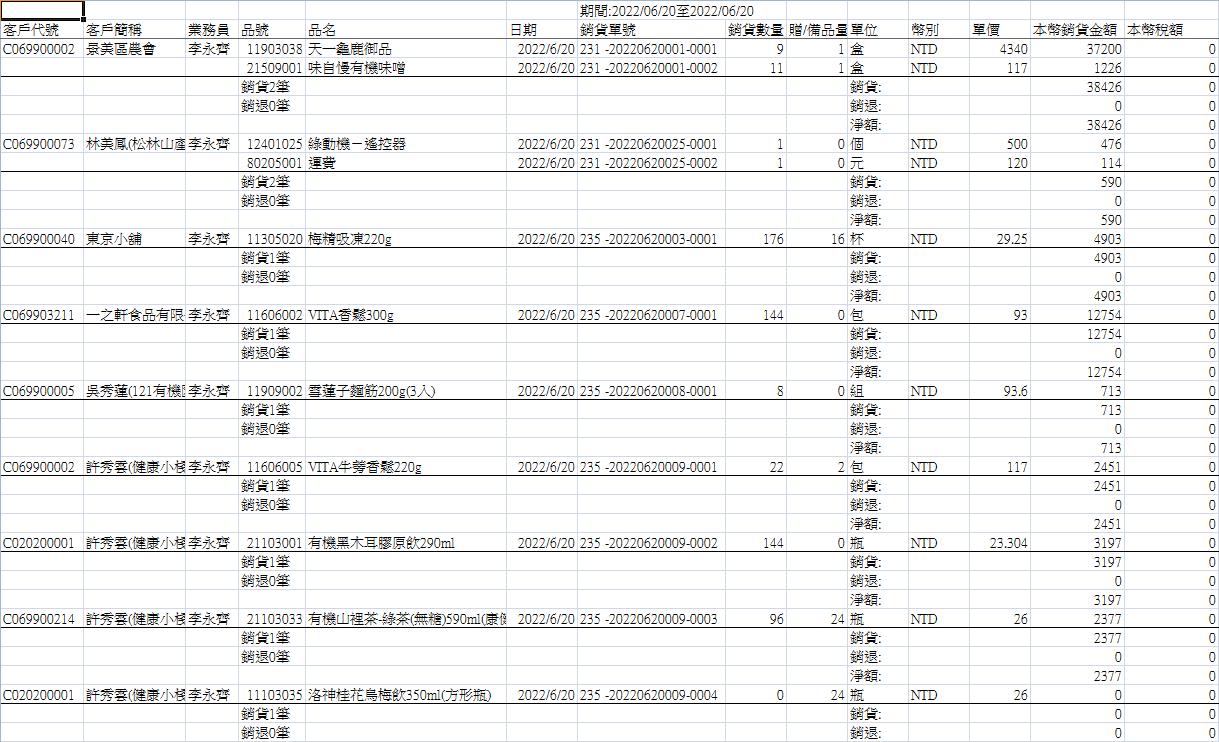 期間:2022/06/20至2022/06/20
客戶代號 客戶簡稱 業務員 品號 品名 日期 銷貨單號 銷貨數量 贈/備品量 單位 幣別 單價 本幣銷貨金額 本幣稅額
C069900002 景美區農會 李永齊 11903038 天一龜鹿御品 2022/6/20 231 -20220620001-0001 9 1 盒 NTD 4340 37200 0
21509001 味自慢有機味噌 2022/6/20 231 -20220620001-0002 11 1 盒 NTD 117 1226 0
銷貨2筆 銷貨: 38426 0
銷退0筆 銷退: 0 0
淨額: 38426 0
C069900073 林美鳳(松林山產 李永齊 12401025 綠動機－遙控器 2022/6/20 231 -20220620025-0001 1 0 個 NTD 500 476 0
80205001 運費 2022/6/20 231 -20220620025-0002 1 0 元 NTD 120 114 0
銷貨2筆 銷貨: 590 0
銷退0筆 銷退: 0 0
淨額: 590 0
C069900040 東京小舖 李永齊 11305020 梅精吸凍220g 2022/6/20 235 -20220620003-0001 176 16 杯 NTD 29.25 4903 0
銷貨1筆 銷貨: 4903 0
銷退0筆 銷退: 0 0
淨額: 4903 0
C069903211 一之軒食品有限 李永齊 11606002 VITA香鬆300g 2022/6/20 235 -20220620007-0001 144 0 包 NTD 93 12754 0
銷貨1筆 銷貨: 12754 0
銷退0筆 銷退: 0 0
淨額: 12754 0
C069900005 吳秀蓮(121有機 李永齊 11909002 雪蓮子麵筋200g(3入) 2022/6/20 235 -20220620008-0001 8 0 組 NTD 93.6 713 0
銷貨1筆 銷貨: 713 0
銷退0筆 銷退: 0 0
淨額: 713 0
C069900002 許秀雲(健康小棧 李永齊 11606005 VITA牛蒡香鬆220g 2022/6/20 235 -20220620009-0001 22 2 包 NTD 117 2451 0
銷貨1筆 銷貨: 2451 0
銷退0筆 銷退: 0 0
淨額: 2451 0
C020200001 許秀雲(健康小棧 李永齊 21103001 有機黑木耳膠原飲290ml 2022/6/20 235 -20220620009-0002 144 0 瓶 NTD 23.304 3197 0
銷貨1筆 銷貨: 3197 0
銷退0筆 銷退: 0 0
淨額: 3197 0
C069900214 許秀雲(健康小棧 李永齊 21103033 有機山裡茶-綠茶(無糖)590ml(康 2022/6/20 235 -20220620009-0003 96 24 瓶 NTD 26 2377 0
銷貨1筆 銷貨: 2377 0
銷退0筆 銷退: 0 0
淨額: 2377 0
C020200001 許秀雲(健康小棧 李永齊 11103035 洛神桂花烏梅飲350ml(方形瓶) 2022/6/20 235 -20220620009-0004 0 24 瓶 NTD 26 0 0
銷貨1筆 銷貨: 0 0
銷退0筆 銷退: 0 0